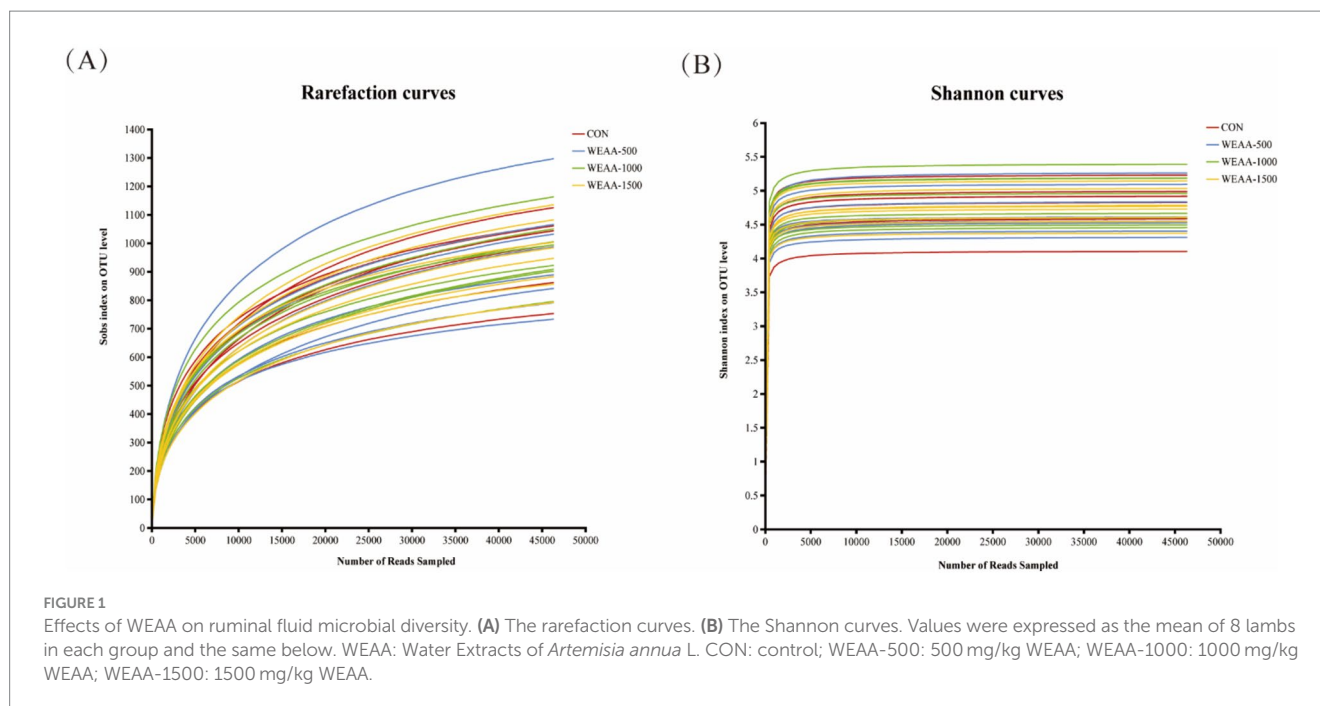 (A)
Rarefaction curves
Sobs index on OTU level
1400
1300
1200
1100
1000
900
800
700
600
500
400
300
200
100
0
0 5000 10000 15000 20000 25000 30000 35000 40000 45000 50000
Number of Reads Sampled
CON
WEAA-500
WEAA-1000
WEAA-1500
(B)
Shannon curves
Shannon index on OTU level
6
5.5
5
4.5
4
3.5
3
2.5
2
1.5
1
0.5
0
0 5000 10000 15000 20000 25000 30000 35000 40000 45000 50000
Number of Reads Sampled
CON
WEAA-500
WEAA-1000
WEAA-1500
FIGURE 1
Effects of WEAA on ruminal fluid microbial diversity. (A) The rarefaction curves. (B) The Shannon curves. Values were expressed as the mean of 8 lambs
in each group and the same below. WEAA: Water Extracts of Artemisia annua L. CON: control; WEAA-500: 500 mg/kg WEAA; WEAA-1000: 1000 mg/kg
WEAA; WEAA-1500: 1500 mg/kg WEAA.